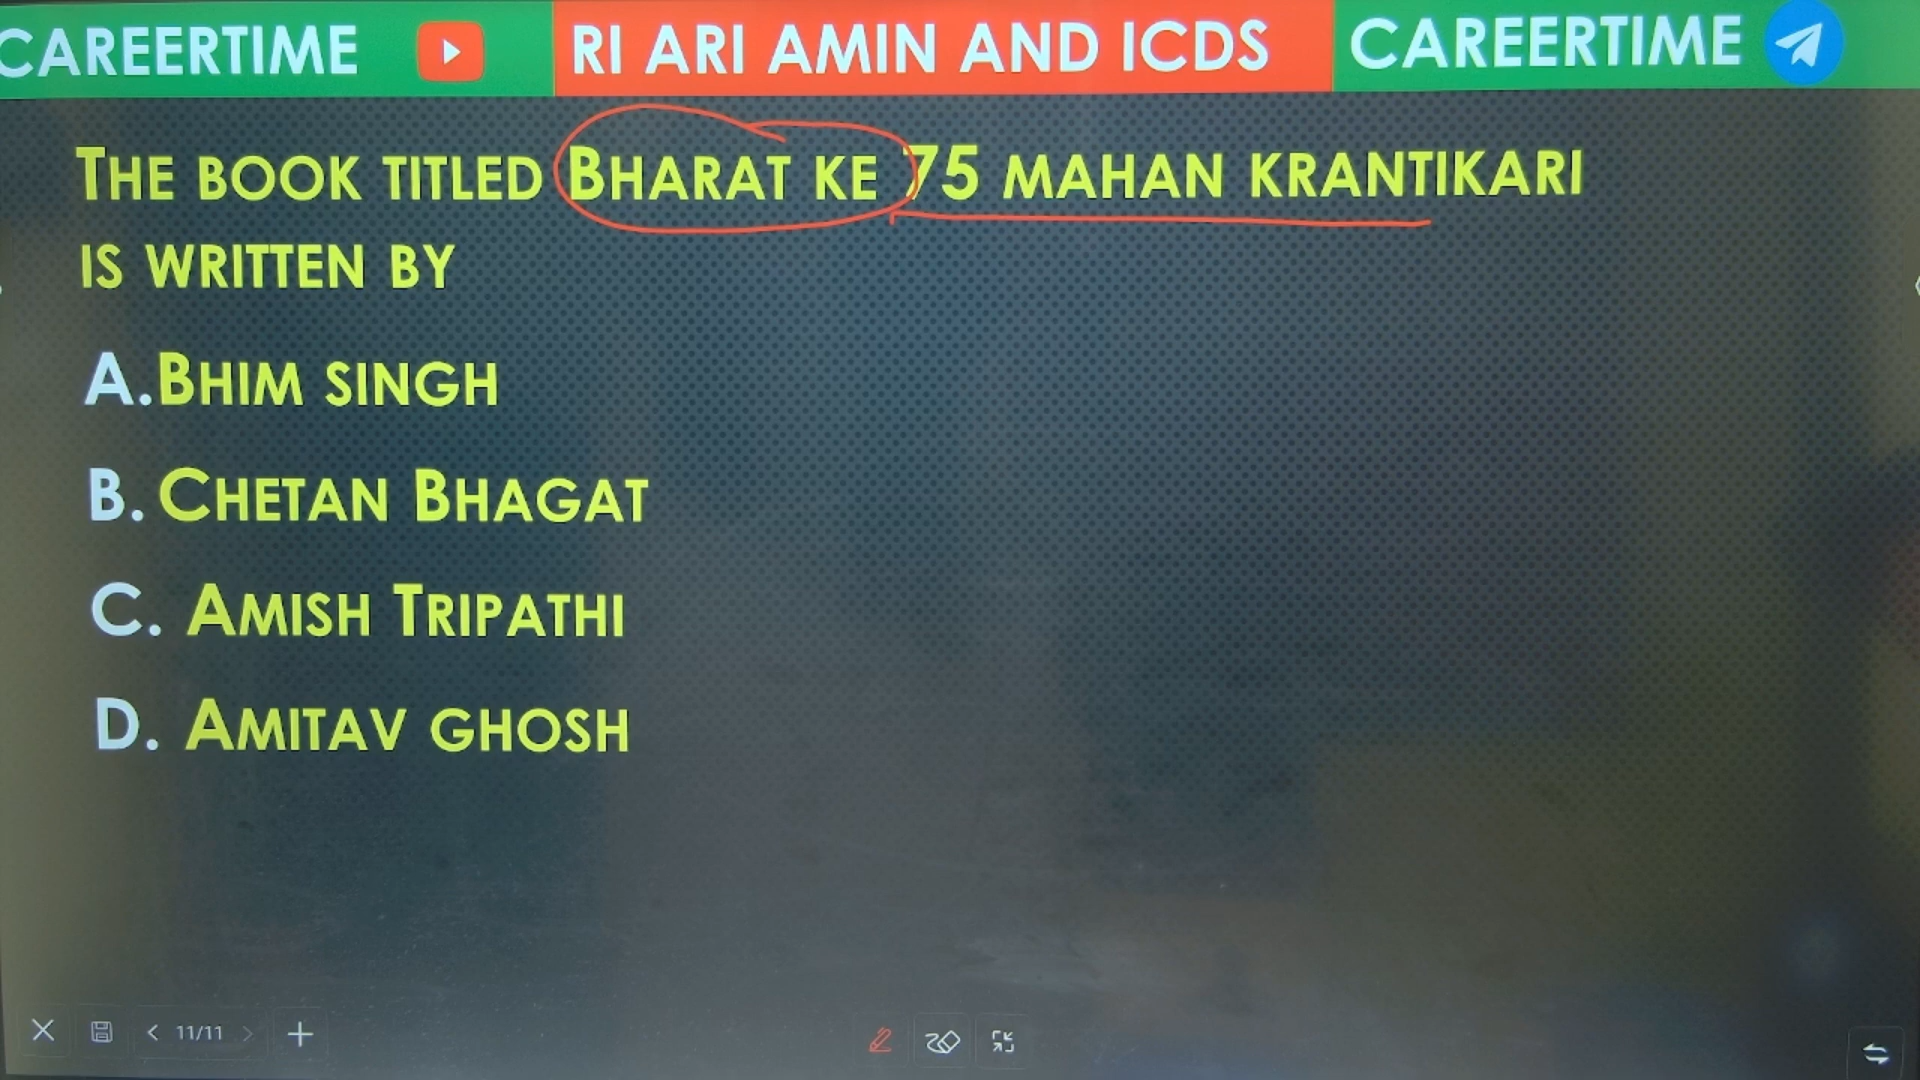 CAREERTIME RI ARI AMIN AND ICDS CAREERTIME
THE BOOK TITLED BHARAT KE 75 MAHAN KRANTIKARI
IS WRITTEN BY
A.BHIM SINGH
B. CHETAN BHAGAT
C. AMISH TRIPATHI
D. AMITAV GHOSH
11/11